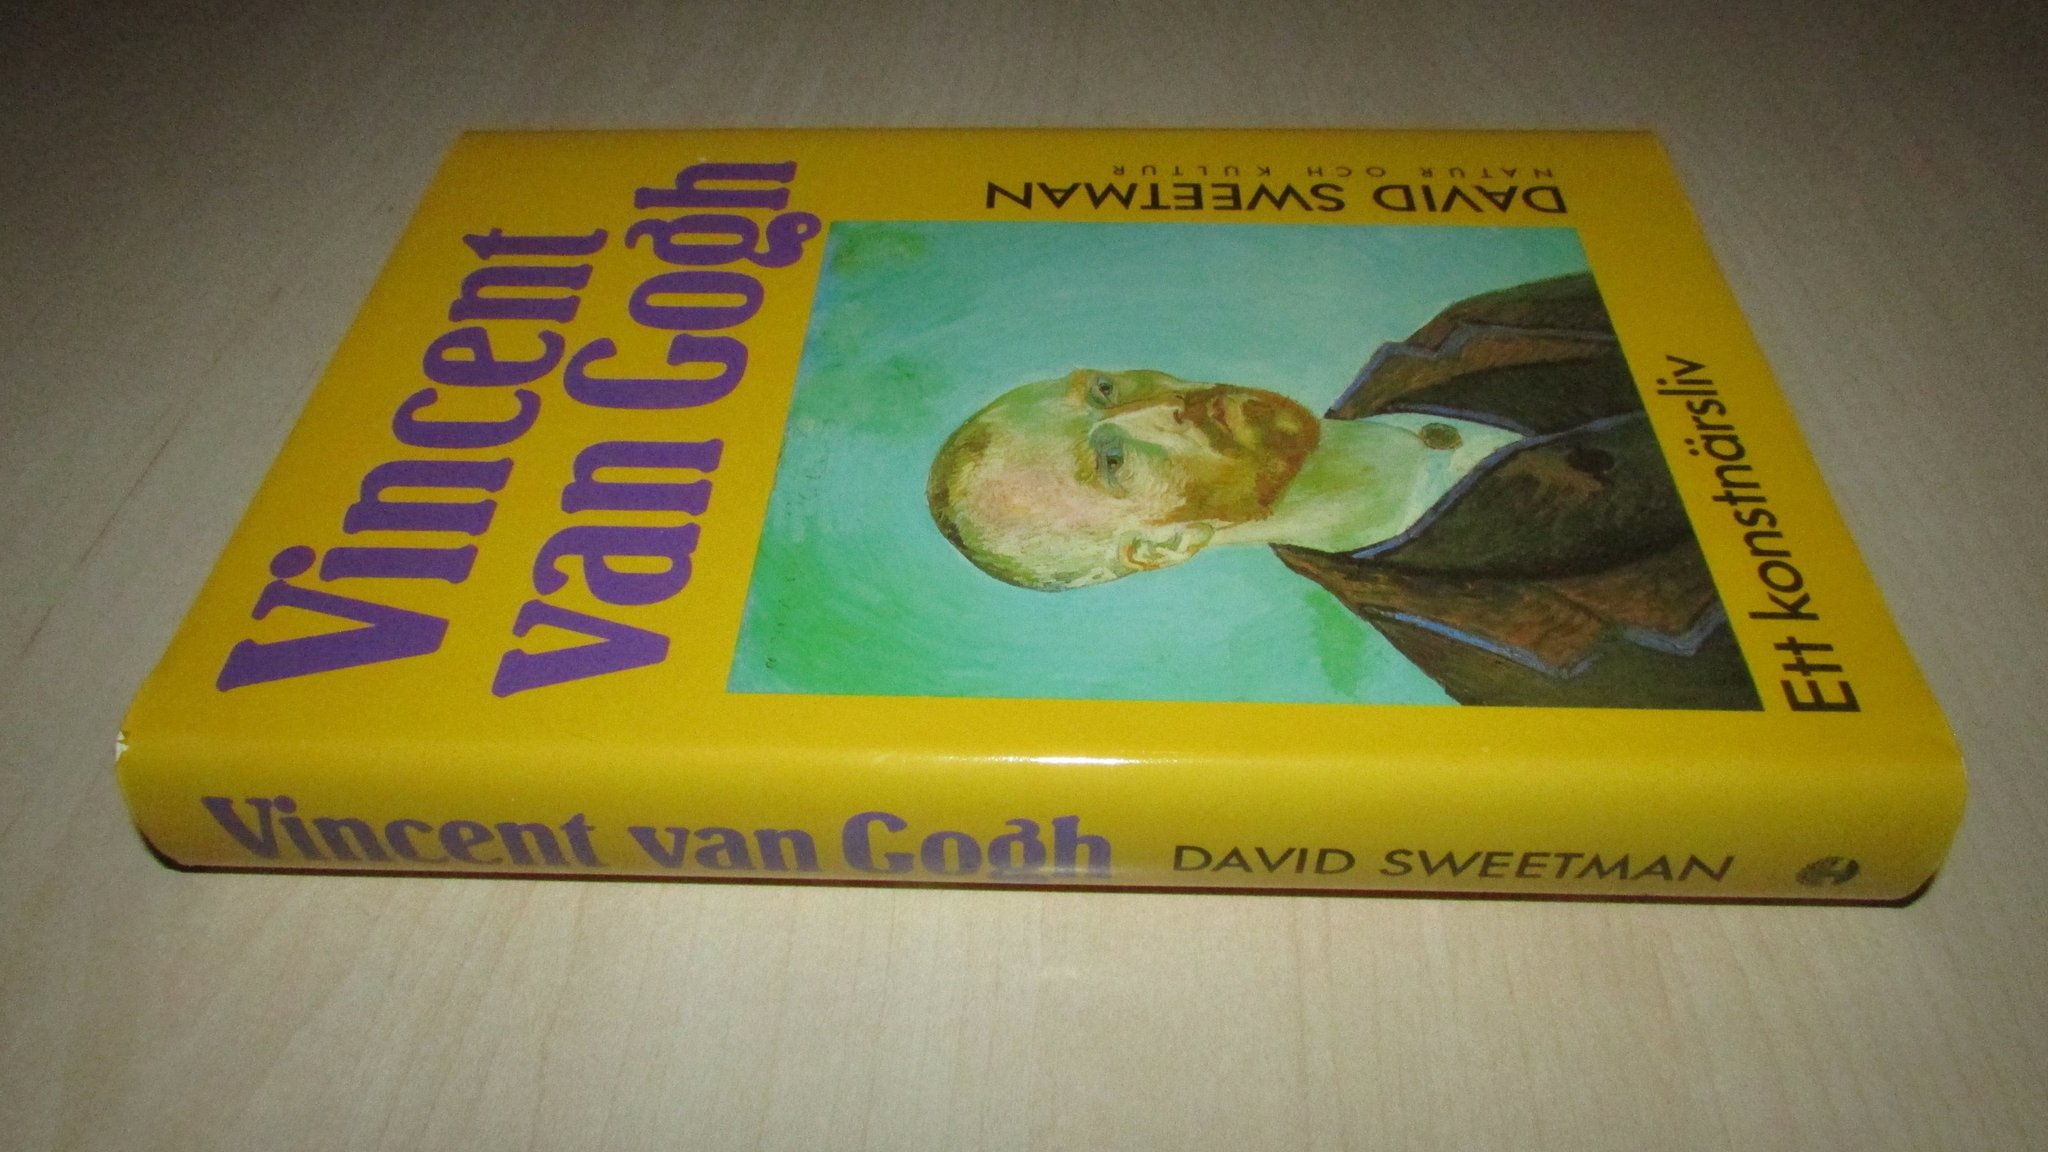 Vincent
van Gogh
Ett konstnärsliv
DAVID SWEETMAN
NATUR OCH KULTUR
Vincent van Gogh DAVID SWEETMAN